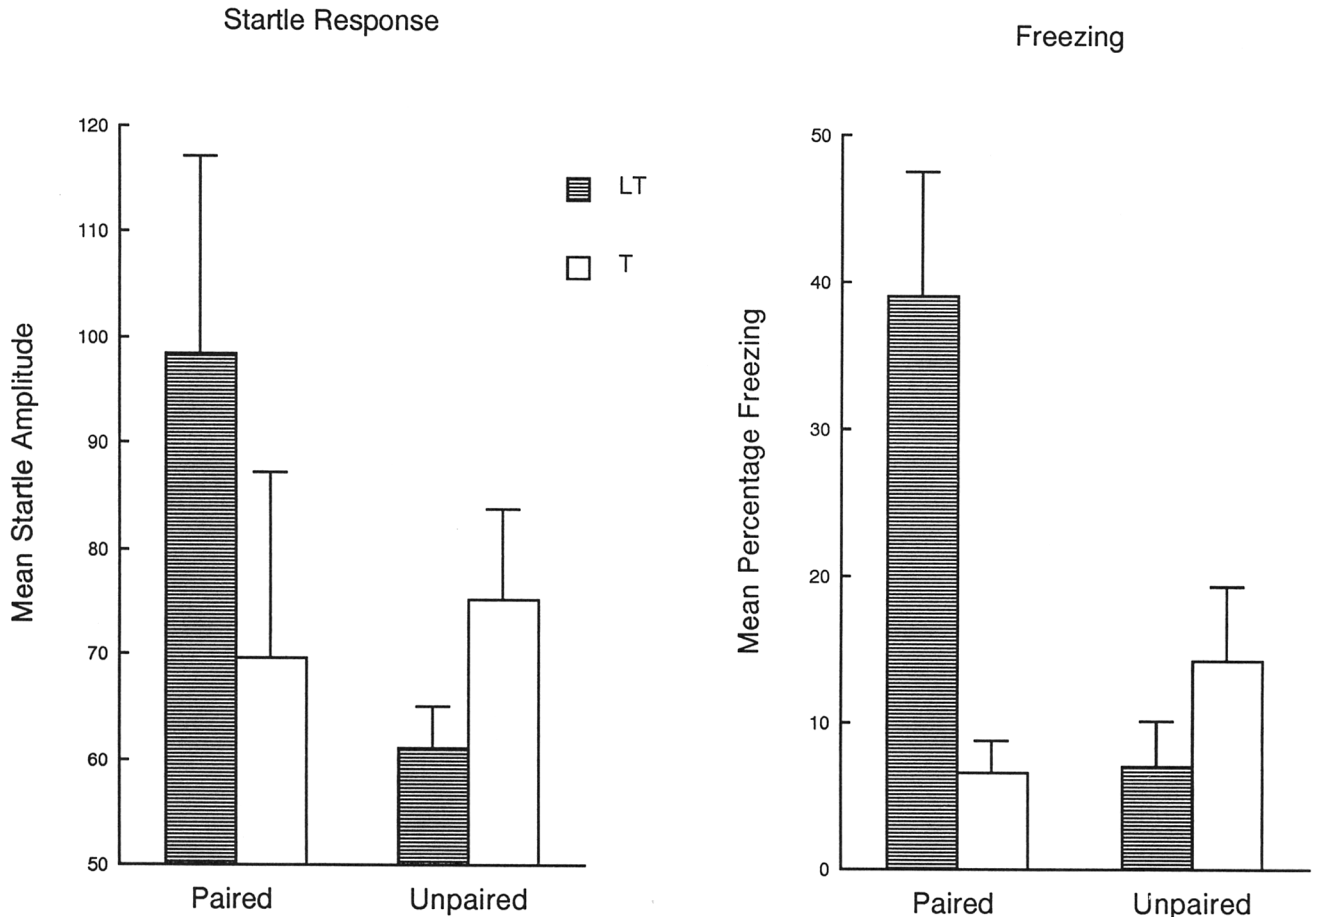 Startle Response
Mean Startle Amplitude
120
110
100
90
80
70
60
50
LT
T
Paired
Unpaired
Freezing
Mean Percentage Freezing
50
40
30
20
10
0
Paired
Unpaired